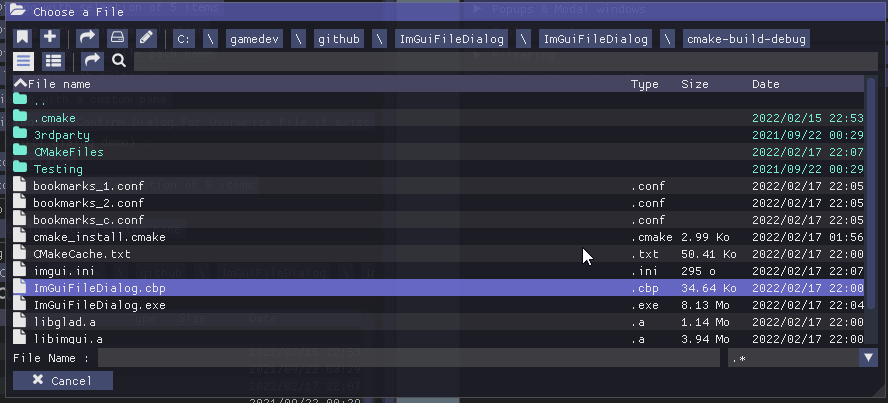 Choose a File
C: \ gamedev \ github \ ImGuiFileDialog \ ImGuiFileDialog \ cmake-build-debug
File name Type Size Date
..
.cmake 2022/02/15 22:53
3rdparty 2021/09/22 00:29
CMakeFiles 2022/02/17 22:07
Testing 2021/09/22 00:29
bookmarks_1.conf .conf 2022/02/17 22:05
bookmarks_2.conf .conf 2022/02/17 22:05
bookmarks_c.conf .conf 2022/02/17 22:05
cmake_install.cmake .cmake 2.99 Ko 2022/02/17 01:56
CMakeCache.txt .txt 50.41 Ko 2022/02/17 22:00
imgui.ini .ini 295 o 2022/02/17 22:07
ImGuiFileDialog.cbp .cbp 34.64 Ko 2022/02/17 22:00
ImGuiFileDialog.exe .exe 8.13 Mo 2022/02/17 22:04
libglad.a .a 1.14 Mo 2022/02/17 22:00
libimgui.a .a 3.94 Mo 2022/02/17 22:00
File Name : .*
Cancel